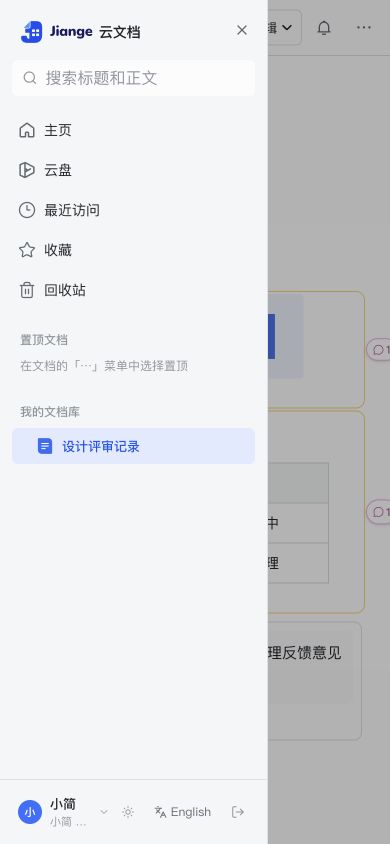 Jiange 云文档
辑
搜索标题和正文
主页
云盘
最近访问
收藏
回收站
置顶文档
在文档的「…」菜单中选择置顶
1
我的文档库
设计评审记录
1
中
理
理反馈意见
小 小简
小简 ...
English